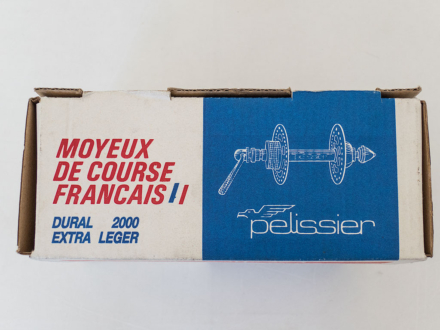 MOYEUX
DE COURSE
FRANCAIS
DURAL 2000
EXTRA LEGER
pelissier